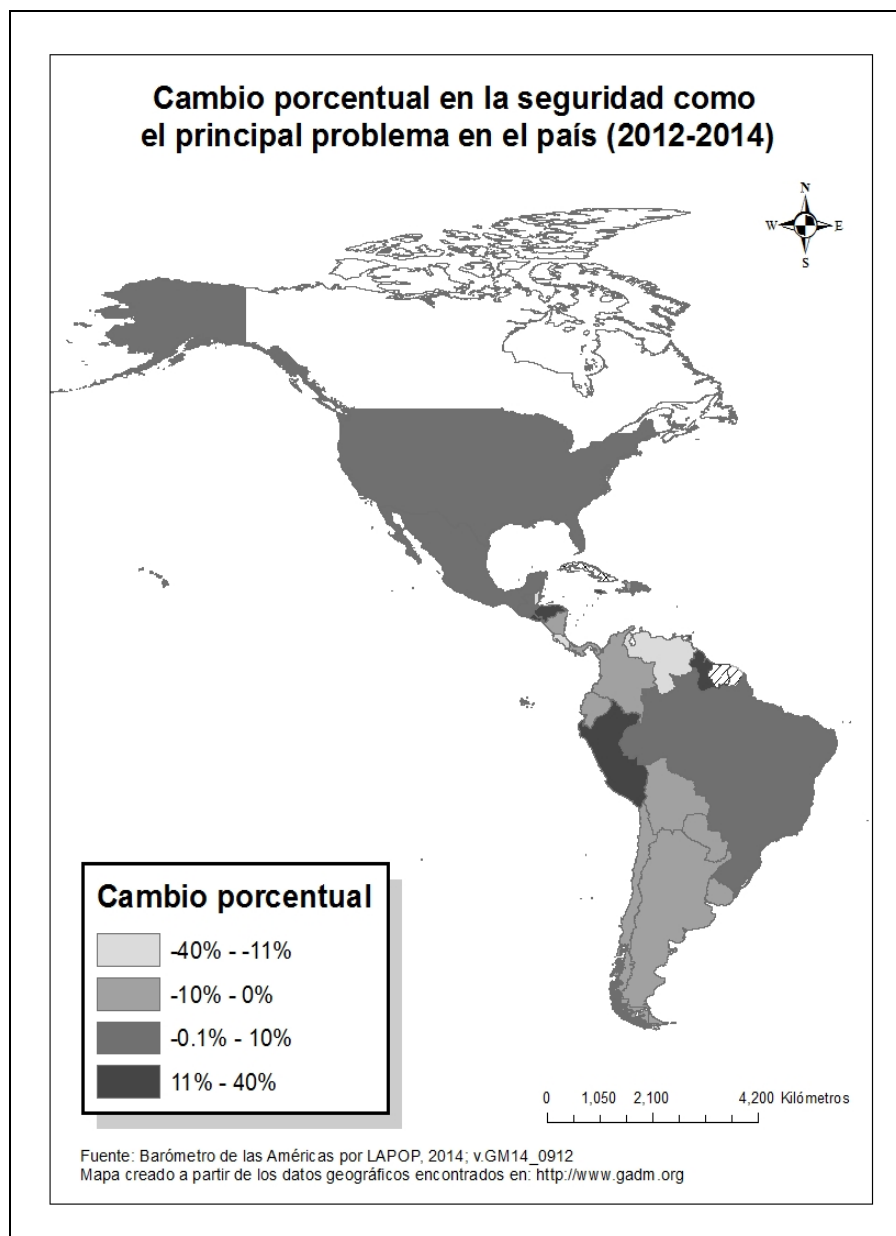 Cambio porcentual en la seguridad como
el principal problema en el país (2012-2014)
N
W E
S
Cambio porcentual
-40% - -11%
-10% - 0%
-0.1% - 10%
11% - 40%
0 1,050 2,100 4,200 Kilómetros
Fuente: Barómetro de las Américas por LAPOP, 2014; v.GM14_0912
Mapa creado a partir de los datos geográficos encontrados en: http://www.gadm.org